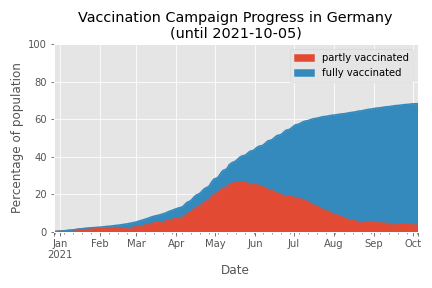 Vaccination Campaign Progress in Germany
(until 2021-10-05)
partly vaccinated
fully vaccinated
Percentage of population
100
80
60
40
20
0
Jan Feb Mar Apr May Jun Jul Aug Sep Oct
2021
Date